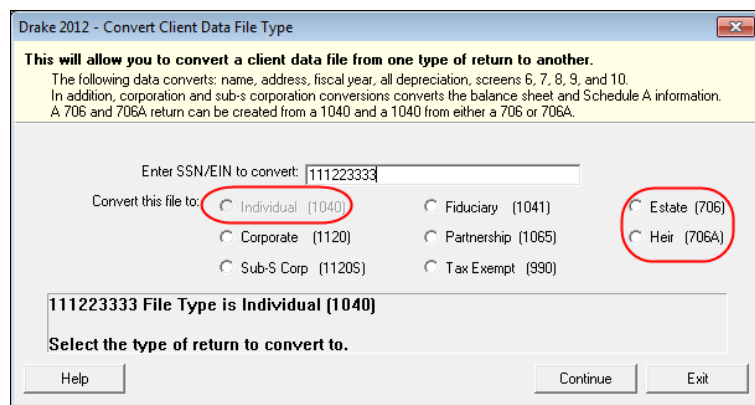 Drake 2012 - Convert Client Data File Type
This will allow you to convert a client data file from one type of return to another.
The following data converts: name, address, fiscal year, all depreciation, screens 6, 7, 8, 9, and 10.
In addition, corporation and sub-s corporation conversions converts the balance sheet and Schedule A information.
A 706 and 706A return can be created from a 1040 and a 1040 from either a 706 or 706A.
Enter SSN/EIN to convert: 111223333
Convert this file to: Individual (1040) Fiduciary (1041) Estate (706)
Corporate (1120) Partnership (1065) Heir (706A)
Sub-S Corp (1120S) Tax Exempt (990)
111223333 File Type is Individual (1040)
Select the type of return to convert to.
Help Continue Exit